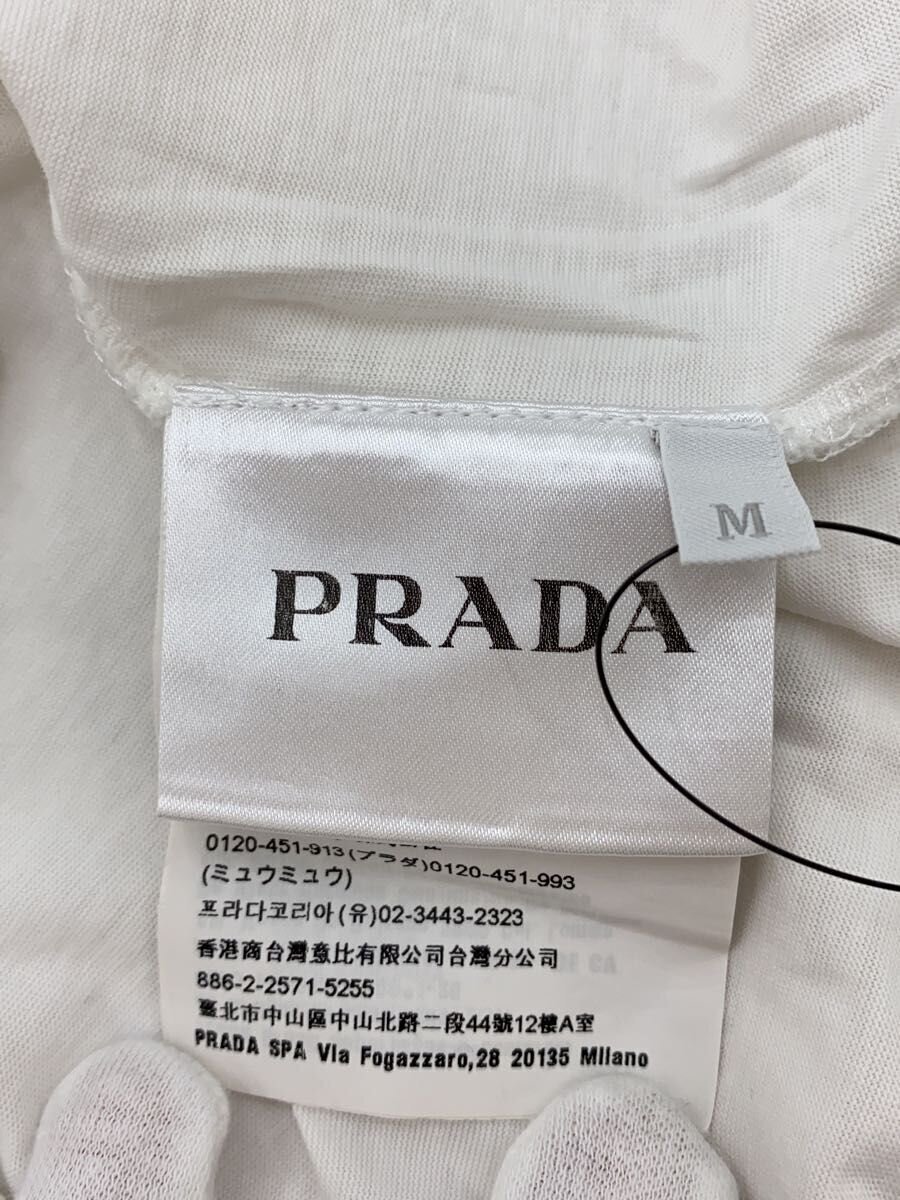 M
PRADA
0120-451-913(プラダ)0120-451-993
(ミュウミュウ)
프라다코리아(유)02-3443-2323
香港商台灣意比有限公司台灣分公司
886-2-2571-5255
臺北市中山區中山北路二段44號12樓A室
PRADA SPA Via Fogazzaro,28 20135 Milano